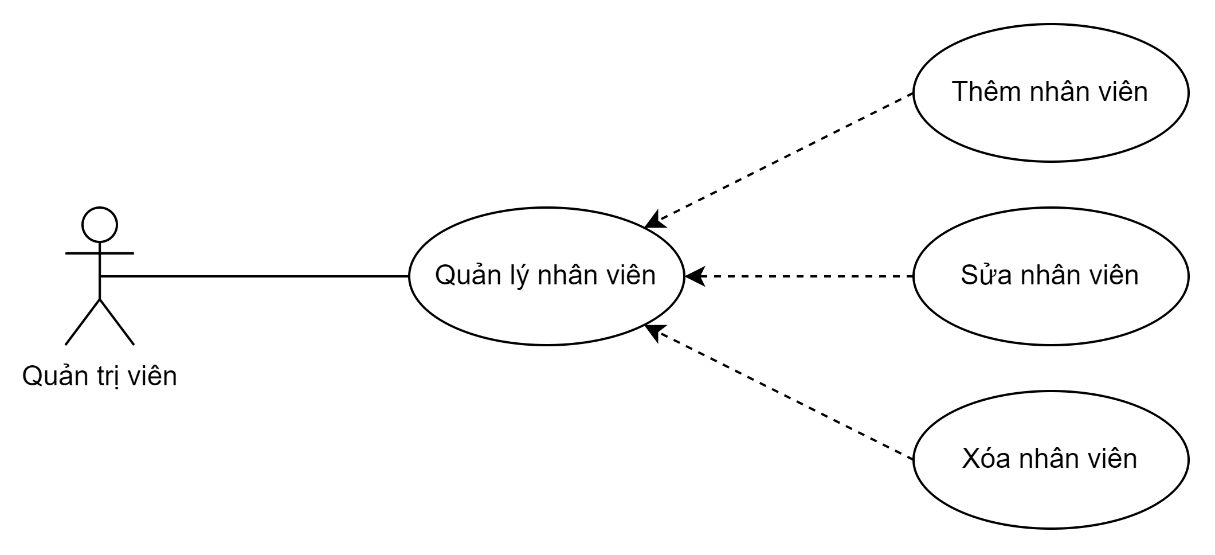 Thêm nhân viên
Quản lý nhân viên
Sửa nhân viên
Quản trị viên
Xóa nhân viên